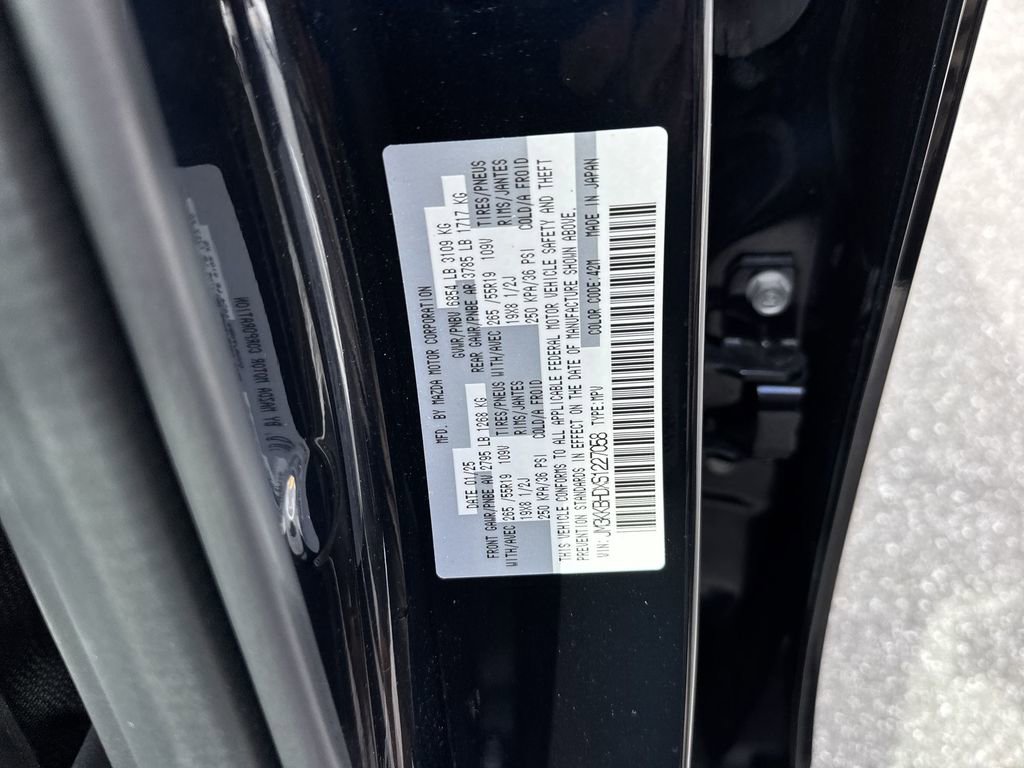 MFD. BY MAZDA MOTOR CORPORATION
DATE 01/25 GVWR/PNBV 6854 LB 3109 KG
FRONT GAWR/PNBE AV 2795 LB 1268 KG REAR GAWR/PNBE AR 3785 LB 1717 KG
WITH/AVEC 265 /55R19 109V TIRES/PNEUS WITH/AVEC 265 /55R19 109V TIRES/PNEUS
19X8 1/2J RIMS/JANTES 19X8 1/2J RIMS/JANTES
250 KPA/36 PSI COLD/A FROID 250 KPA/36 PSI COLD/A FROID
THIS VEHICLE CONFORMS TO ALL APPLICABLE FEDERAL MOTOR VEHICLE SAFETY AND THEFT
PREVENTION STANDARDS IN EFFECT ON THE DATE OF MANUFACTURE SHOWN ABOVE.
COLOR CODE:42M MADE IN JAPAN
VIN: TYPE:MPV